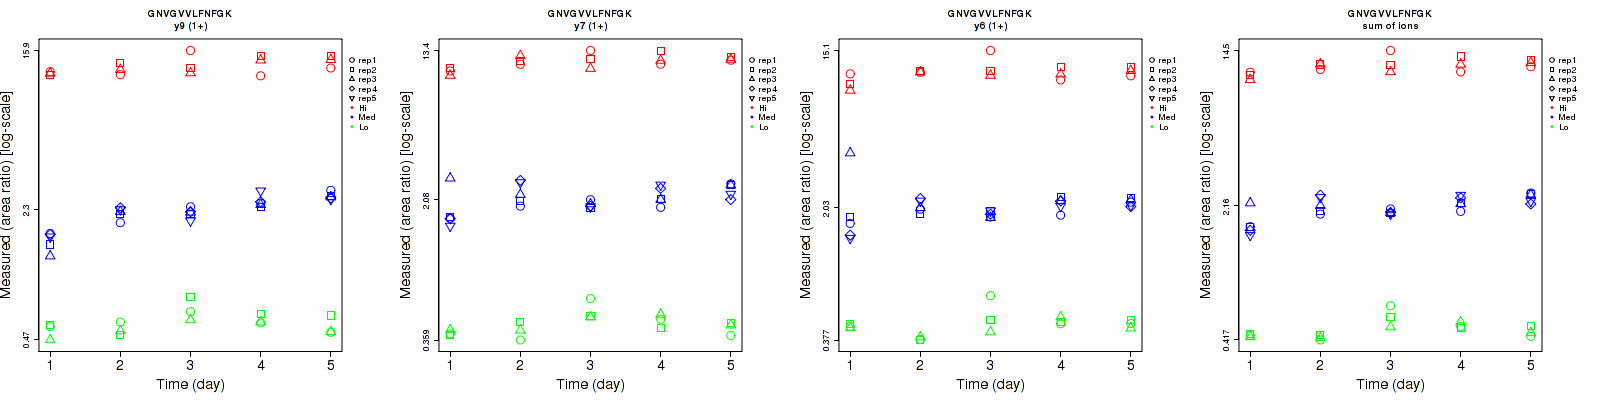 GNVGVVLFNFGK
y9 (1+)
Measured (area ratio) [log-scale]
15.9
2.3
0.47
1 2 3 4 5
Time (day)
rep1
rep2
rep3
rep4
rep5
Hi
Med
Lo
GNVGVVLFNFGK
y7 (1+)
Measured (area ratio) [log-scale]
13.4
2.08
0.359
1 2 3 4 5
Time (day)
rep1
rep2
rep3
rep4
rep5
Hi
Med
Lo
GNVGVVLFNFGK
y6 (1+)
Measured (area ratio) [log-scale]
15.1
2.03
0.377
1 2 3 4 5
Time (day)
rep1
rep2
rep3
rep4
rep5
Hi
Med
Lo
GNVGVVLFNFGK
sum of ions
Measured (area ratio) [log-scale]
14.5
2.16
0.417
1 2 3 4 5
Time (day)
rep1
rep2
rep3
rep4
rep5
Hi
Med
Lo